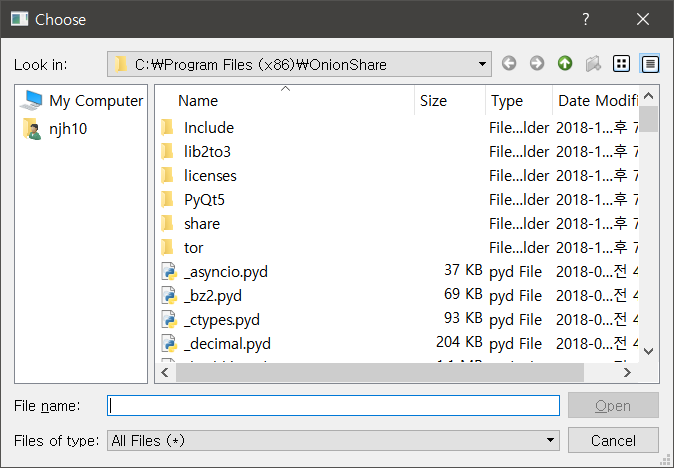 Choose
Look in: C:₩Program Files (x86)₩OnionShare
My Computer
njh10
Name Size Type Date Modifi
Include File...lder 2018-1...후 7
lib2to3 File...lder 2018-1...후 7
licenses File...lder 2018-1...후 7
PyQt5 File...lder 2018-1...후 7
share File...lder 2018-1...후 7
tor File...lder 2018-1...후 7
_asyncio.pyd 37 KB pyd File 2018-0...전 4
_bz2.pyd 69 KB pyd File 2018-0...전 4
_ctypes.pyd 93 KB pyd File 2018-0...전 4
_decimal.pyd 204 KB pyd File 2018-0...전 4
File name: Open
Files of type: All Files (*) Cancel